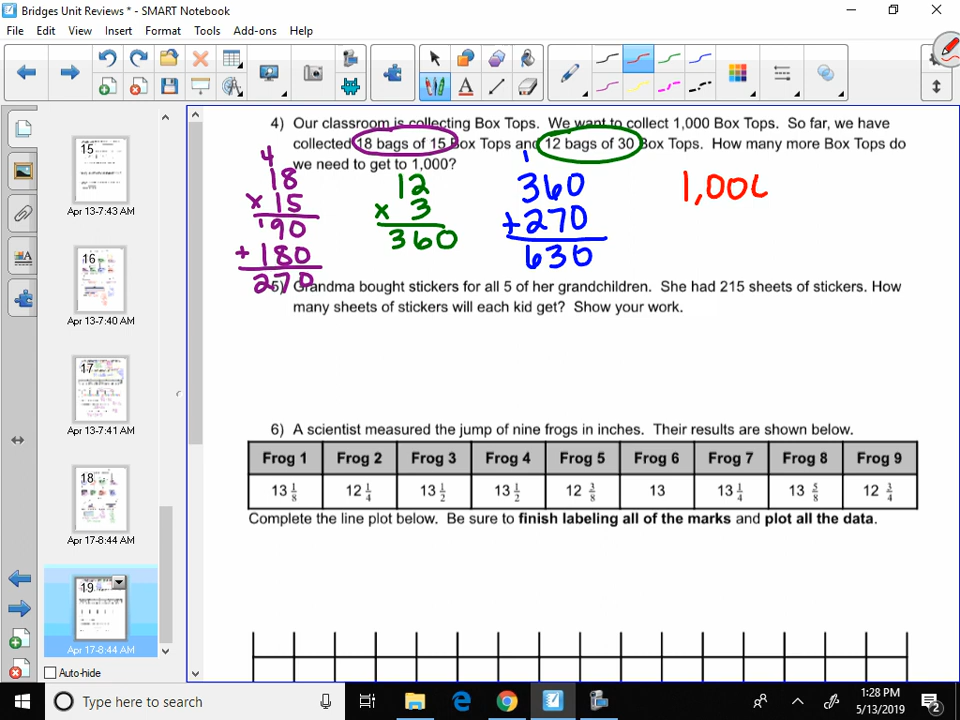 Bridges Unit Reviews * - SMART Notebook
File Edit View Insert Format Tools Add-ons Help
15
Apr 13-7:43 AM
16
Apr 13-7:40 AM
17
Apr 13-7:41 AM
18
Apr 17-8:44 AM
19
Apr 17-8:44 AM
Auto-hide
4) Our classroom is collecting Box Tops. We want to collect 1,000 Box Tops. So far, we have
collected 18 bags of 15 Box Tops and 12 bags of 30 Box Tops. How many more Box Tops do
we need to get to 1,000?
4
18
x 15
190
+ 180
270
12
x 3
360
1
360
+270
630
1,000
5) Grandma bought stickers for all 5 of her grandchildren. She had 215 sheets of stickers. How
many sheets of stickers will each kid get? Show your work.
6) A scientist measured the jump of nine frogs in inches. Their results are shown below.
Frog 1 Frog 2 Frog 3 Frog 4 Frog 5 Frog 6 Frog 7 Frog 8 Frog 9
13 1/8 12 1/4 13 1/2 13 1/2 12 3/8 13 13 1/4 13 5/8 12 3/4
Complete the line plot below. Be sure to finish labeling all of the marks and plot all the data.
Type here to search
1:28 PM
5/13/2019
2